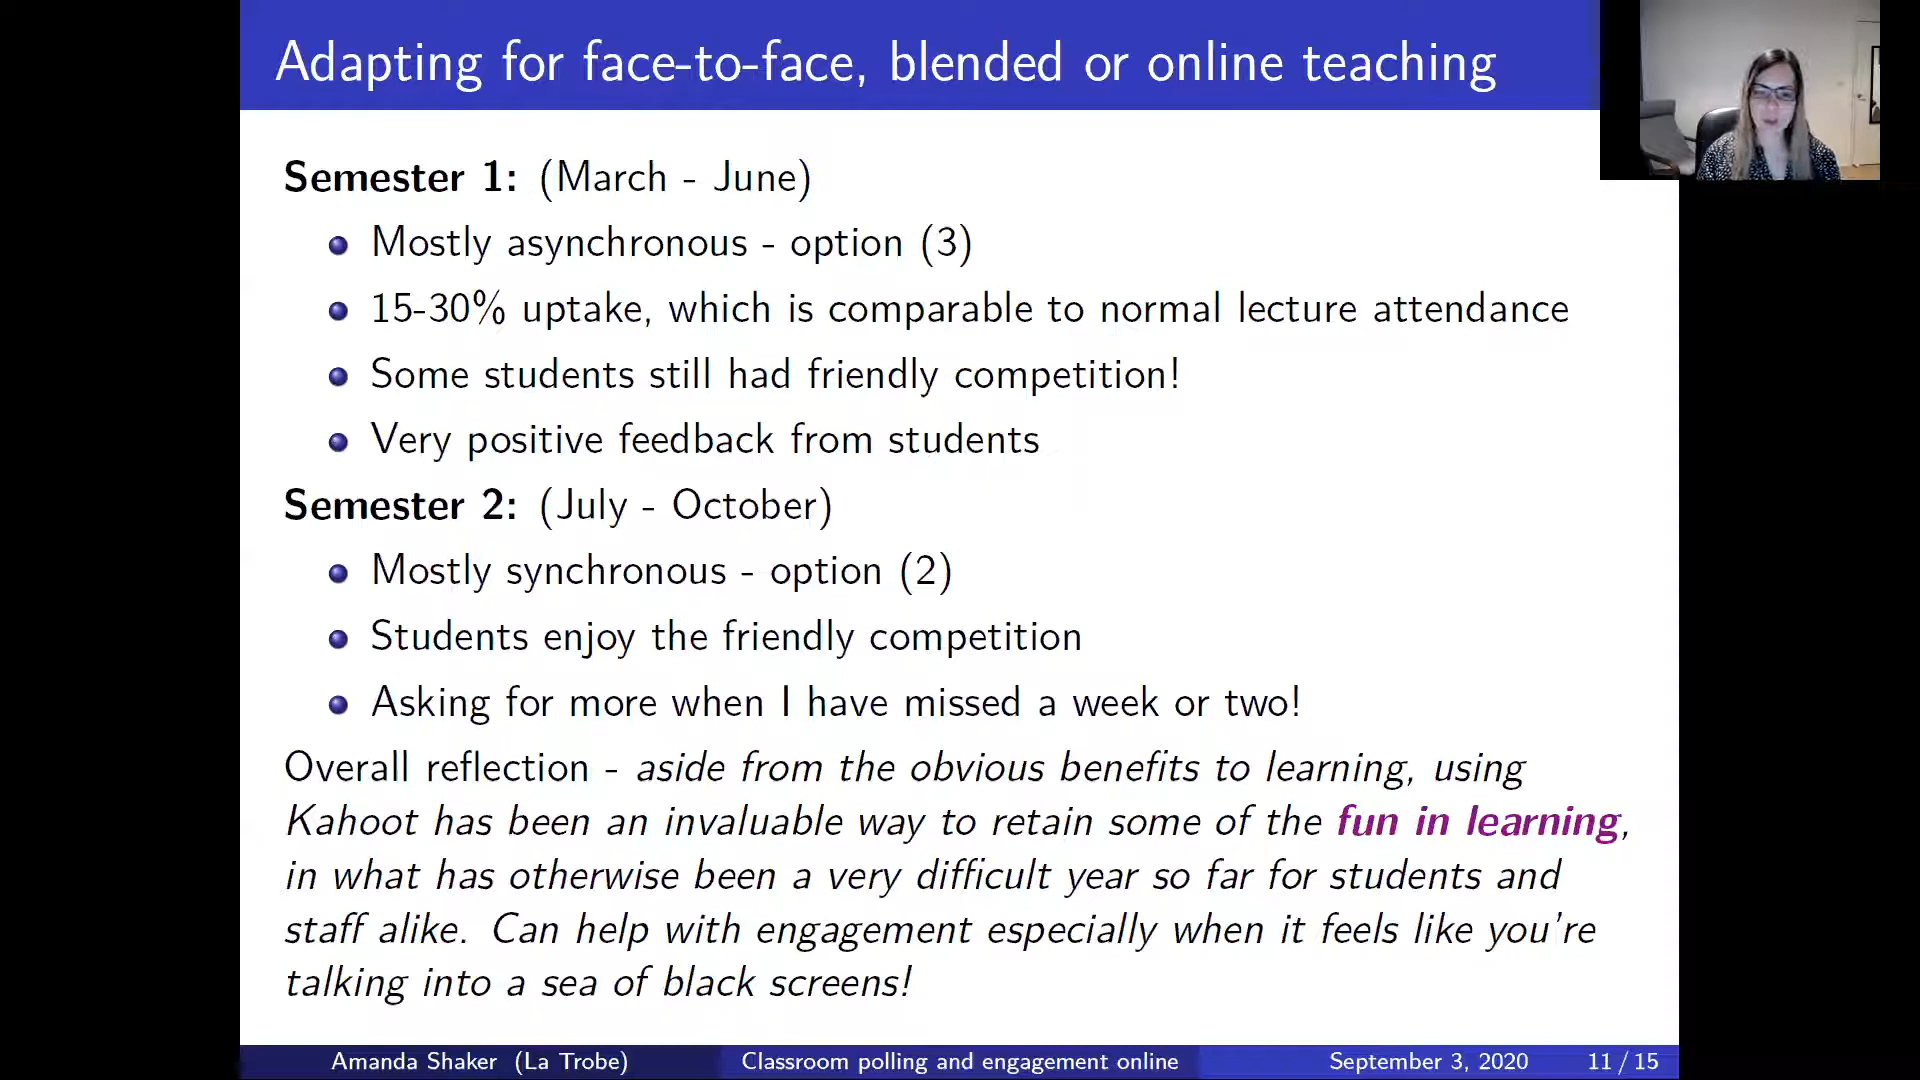 Adapting for face-to-face, blended or online teaching
Semester 1: (March - June)
Mostly asynchronous - option (3)
15-30% uptake, which is comparable to normal lecture attendance
Some students still had friendly competition!
Very positive feedback from students
Semester 2: (July - October)
Mostly synchronous - option (2)
Students enjoy the friendly competition
Asking for more when I have missed a week or two!
Overall reflection - aside from the obvious benefits to learning, using
Kahoot has been an invaluable way to retain some of the fun in learning,
in what has otherwise been a very difficult year so far for students and
staff alike. Can help with engagement especially when it feels like you're
talking into a sea of black screens!
Amanda Shaker (La Trobe) Classroom polling and engagement online September 3, 2020 11 / 15